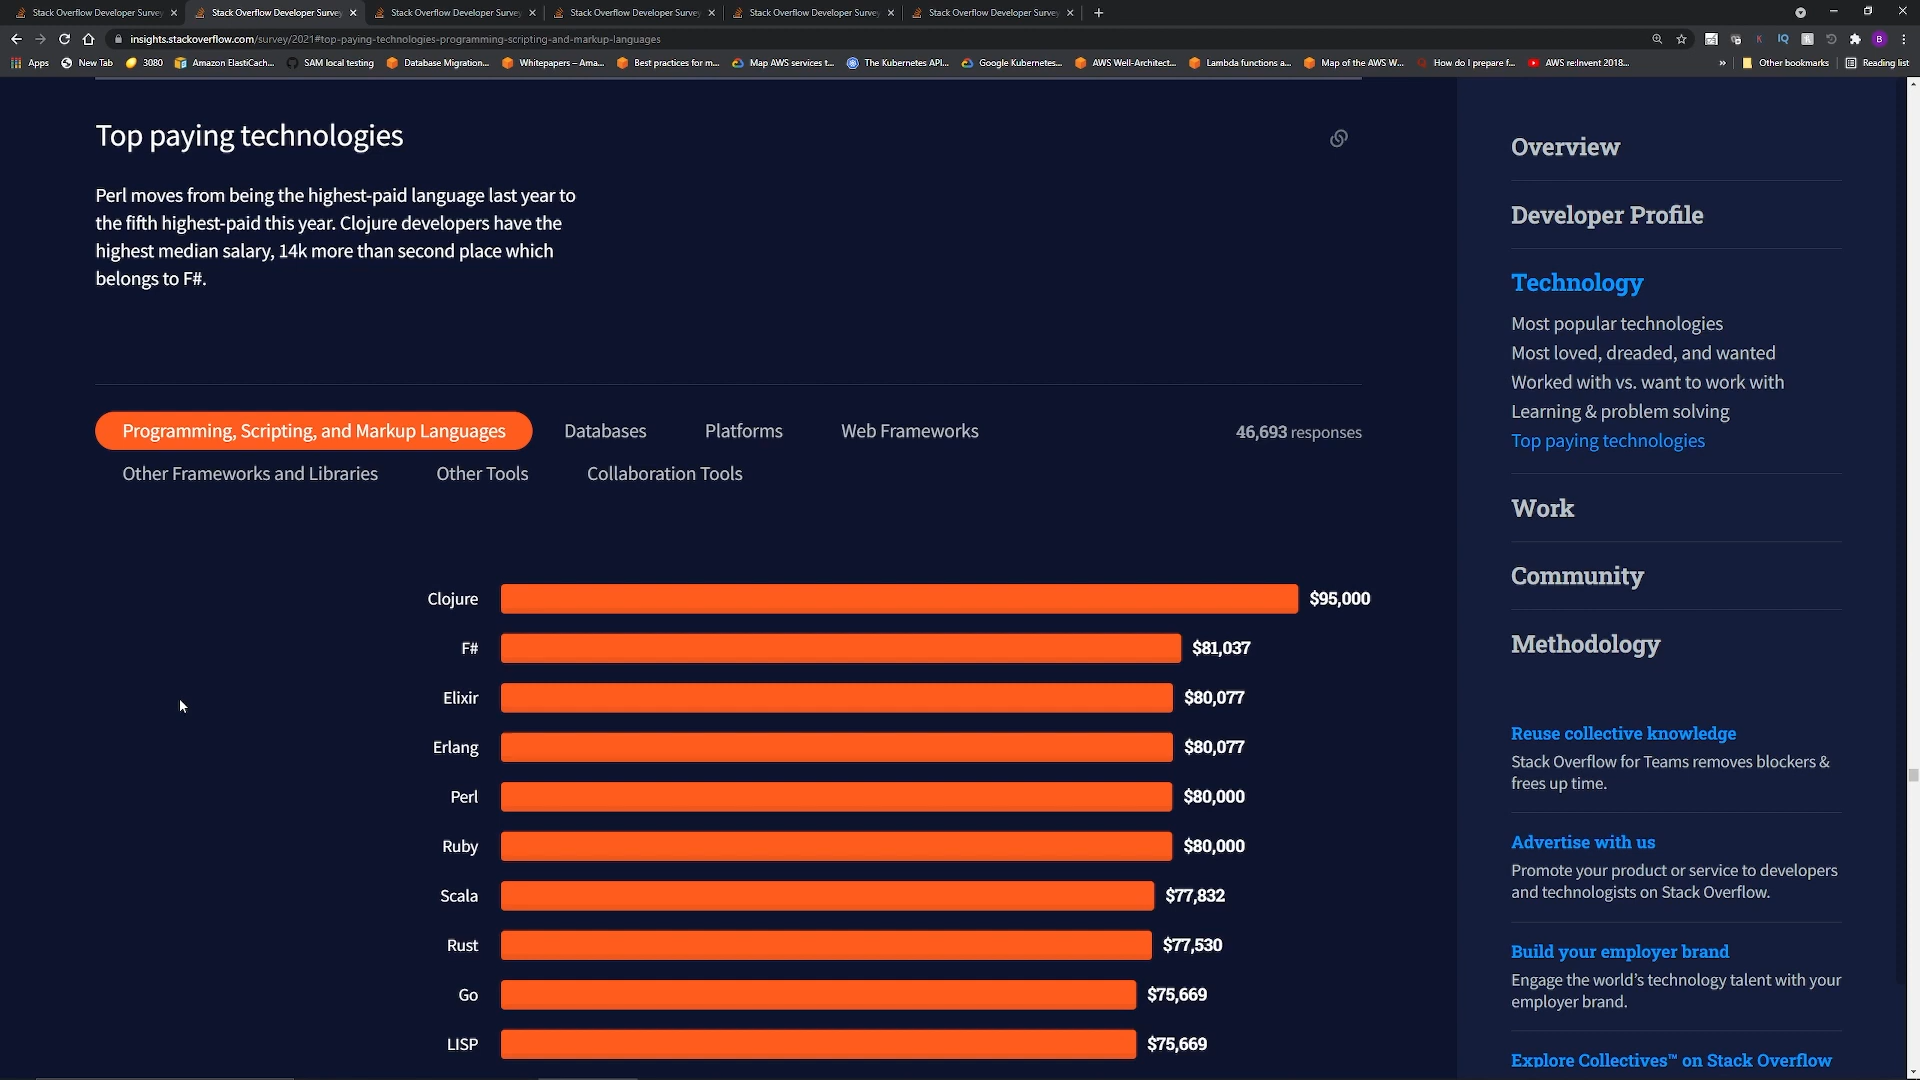 Stack Overflow Developer Survey
Stack Overflow Developer Survey
Stack Overflow Developer Survey
Stack Overflow Developer Survey
Stack Overflow Developer Survey
Stack Overflow Developer Survey
insights.stackoverflow.com/survey/2021#top-paying-technologies-programming-scripting-and-markup-languages
Apps New Tab 3080 Amazon ElastiCach... SAM local testing Database Migration... Whitepapers – Ama... Best practices for m... Map AWS services t... The Kubernetes API... Google Kubernetes... AWS Well-Architect... Lambda functions a... Map of the AWS W... How do I prepare f... AWS re:Invent 2018... » Other bookmarks Reading list
Top paying technologies
Perl moves from being the highest-paid language last year to
the fifth highest-paid this year. Clojure developers have the
highest median salary, 14k more than second place which
belongs to F#.
Programming, Scripting, and Markup Languages Databases Platforms Web Frameworks 46,693 responses
Other Frameworks and Libraries Other Tools Collaboration Tools
Clojure $95,000
F# $81,037
Elixir $80,077
Erlang $80,077
Perl $80,000
Ruby $80,000
Scala $77,832
Rust $77,530
Go $75,669
LISP $75,669
Overview
Developer Profile
Technology
Most popular technologies
Most loved, dreaded, and wanted
Worked with vs. want to work with
Learning & problem solving
Top paying technologies
Work
Community
Methodology
Reuse collective knowledge
Stack Overflow for Teams removes blockers &
frees up time.
Advertise with us
Promote your product or service to developers
and technologists on Stack Overflow.
Build your employer brand
Engage the world's technology talent with your
employer brand.
Explore Collectives™ on Stack Overflow